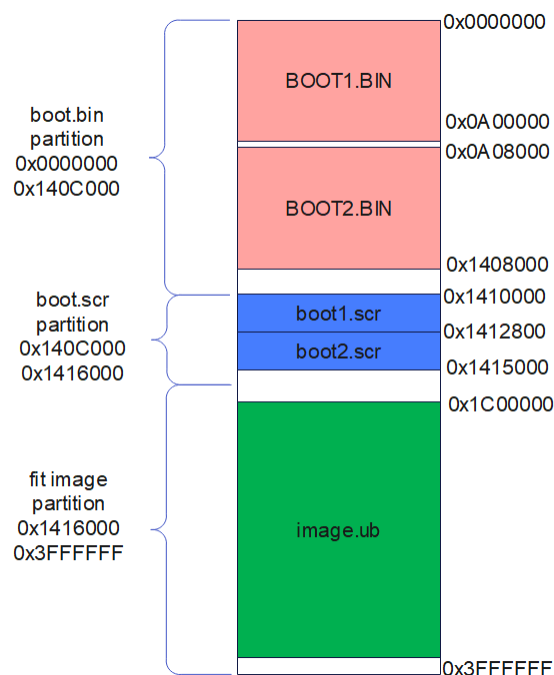 0x0000000
BOOT1.BIN
boot.bin
partition
0x0000000
0x140C000
0x0A00000
0x0A08000
BOOT2.BIN
0x1408000
boot.scr
partition
0x140C000
0x1416000
0x1410000
boot1.scr
0x1412800
boot2.scr
0x1415000
0x1C00000
fit image
partition
0x1416000
0x3FFFFFF
image.ub
0x3FFFFFF